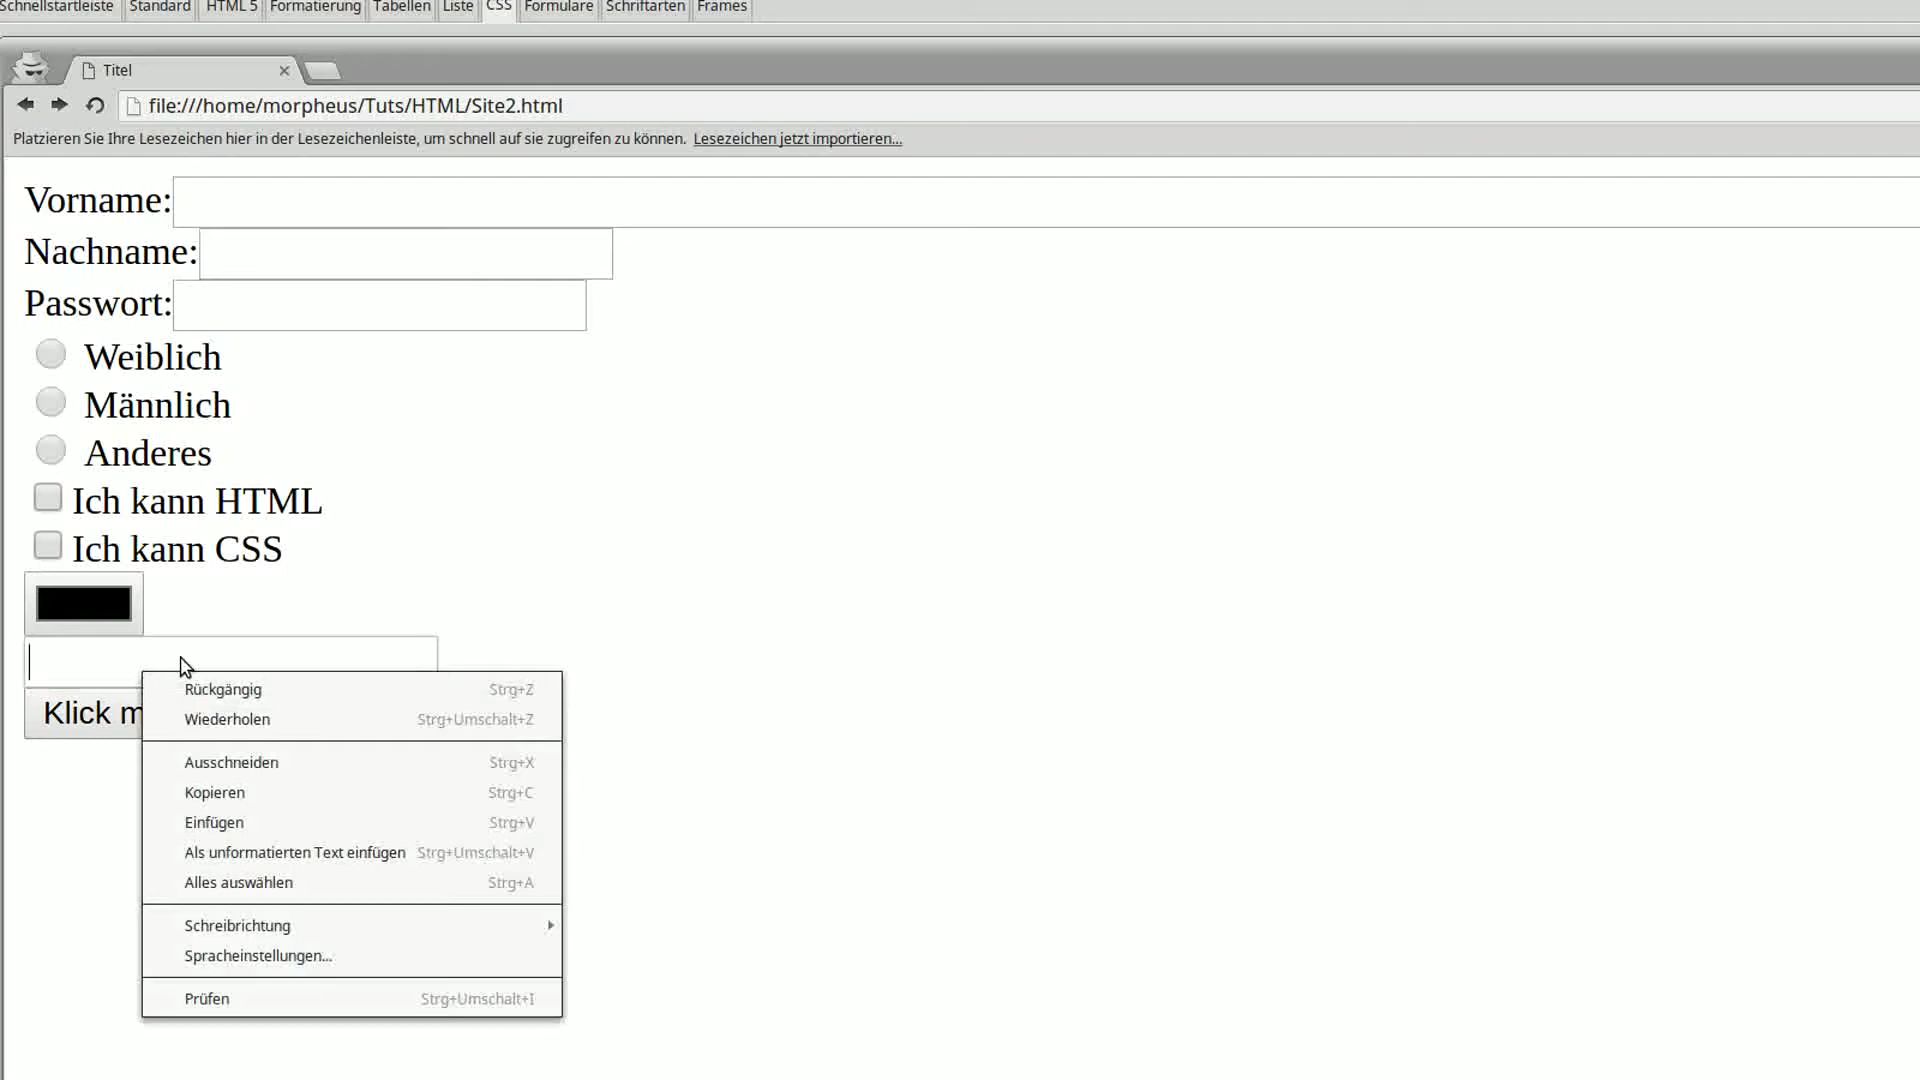 Schnellstartleiste Standard HTML 5 Formatierung Tabellen Liste CSS Formulare Schriftarten Frames
Titel
file:///home/morpheus/Tuts/HTML/Site2.html
Platzieren Sie Ihre Lesezeichen hier in der Lesezeichenleiste, um schnell auf sie zugreifen zu können. Lesezeichen jetzt importieren...
Vorname:
Nachname:
Passwort:
Weiblich
Männlich
Anderes
Ich kann HTML
Ich kann CSS
Klick m
Rückgängig Strg+Z
Wiederholen Strg+Umschalt+Z
Ausschneiden Strg+X
Kopieren Strg+C
Einfügen Strg+V
Als unformatierten Text einfügen Strg+Umschalt+V
Alles auswählen Strg+A
Schreibrichtung
Spracheinstellungen...
Prüfen Strg+Umschalt+I